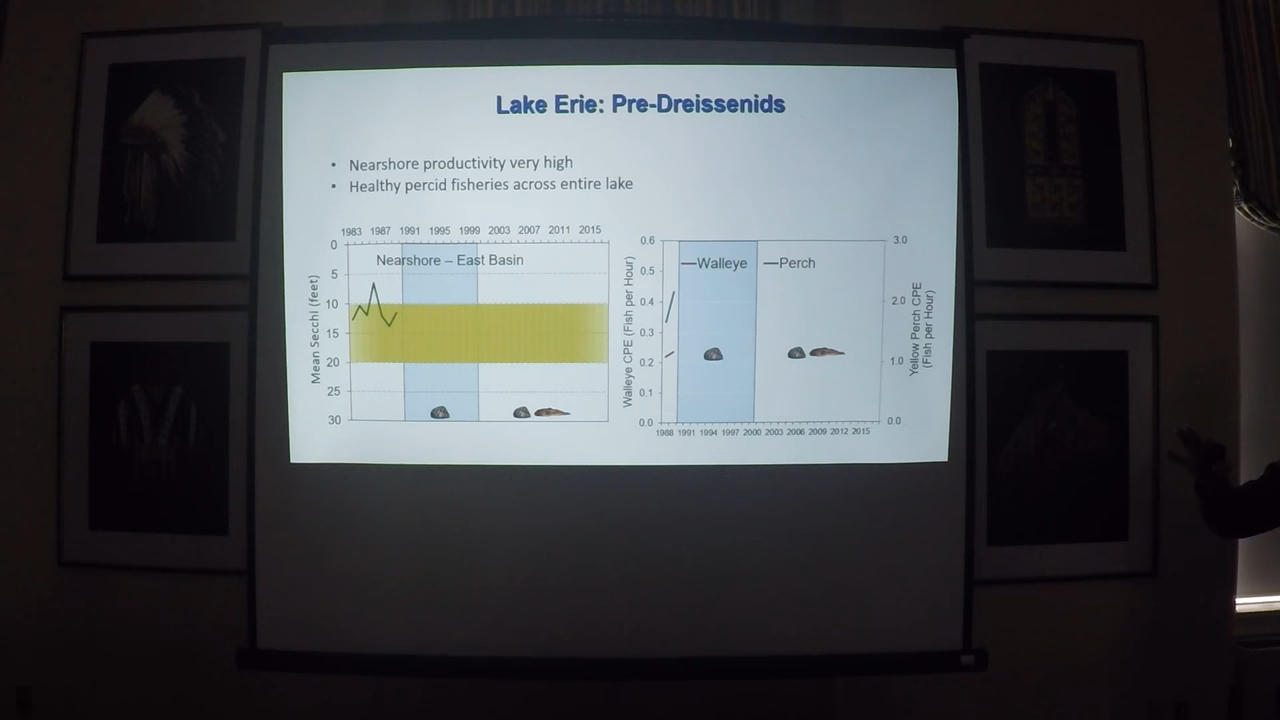 Lake Erie: Pre-Dreissenids
• Nearshore productivity very high
• Healthy percid fisheries across entire lake
1983 1987 1991 1995 1999 2003 2007 2011 2015
Nearshore – East Basin
Mean Secchi (feet)
0
5
10
15
20
25
30
Walleye Perch
Walleye CPE (Fish per Hour)
0.6
0.5
0.4
0.3
0.2
0.1
0.0
3.0
2.0
1.0
0.0
Yellow Perch CPE
(Fish per Hour)
1988 1991 1994 1997 2000 2003 2006 2009 2012 2015